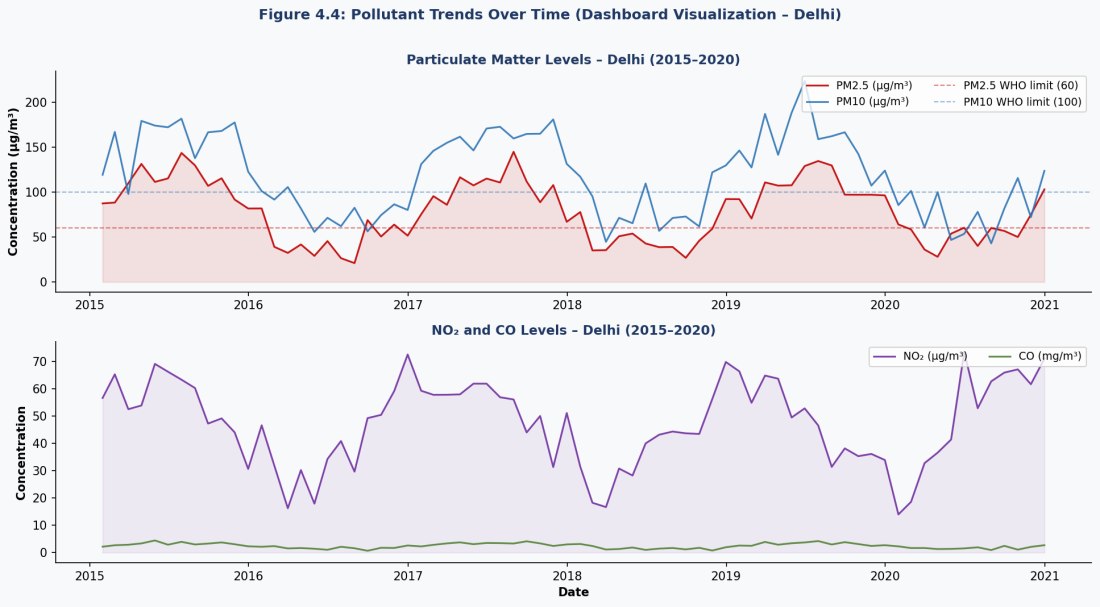 Figure 4.4: Pollutant Trends Over Time (Dashboard Visualization – Delhi)
Particulate Matter Levels – Delhi (2015–2020)
Concentration (µg/m³)
200
150
100
50
0
PM2.5 (µg/m³)
PM10 (µg/m³)
PM2.5 WHO limit (60)
PM10 WHO limit (100)
2015 2016 2017 2018 2019 2020 2021
NO₂ and CO Levels – Delhi (2015–2020)
Concentration
70
60
50
40
30
20
10
0
NO₂ (µg/m³) CO (mg/m³)
2015 2016 2017 2018 2019 2020 2021
Date